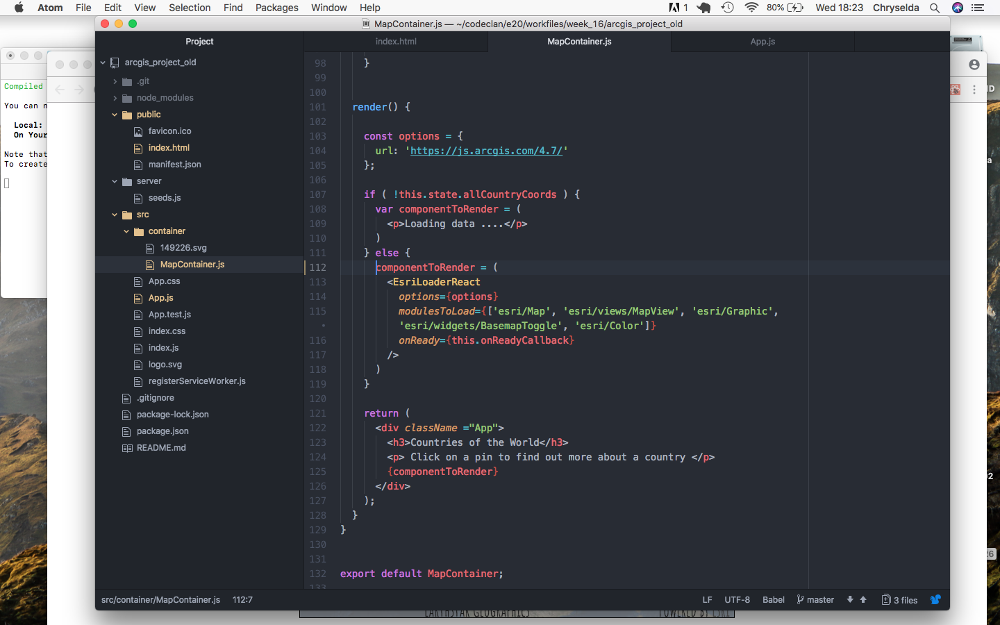 Atom File Edit View Selection Find Packages Window Help 1 80% Wed 18:23 Chryselda
MapContainer.js — ~/codeclan/e20/workfiles/week_16/arcgis_project_old
Project
index.html
MapContainer.js
App.js
arcgis_project_old
.git
node_modules
public
favicon.ico
index.html
manifest.json
server
seeds.js
src
container
149226.svg
MapContainer.js
App.css
App.js
App.test.js
index.css
index.js
logo.svg
registerServiceWorker.js
.gitignore
package-lock.json
package.json
README.md
Compiled
You can n
Local:
On Your
Note that
To create
98 }
99
100
101 render() {
102
103 const options = {
104 url: 'https://js.arcgis.com/4.7/'
105 };
106
107 if ( !this.state.allCountryCoords ) {
108 var componentToRender = (
109 <p>Loading data ....</p>
110 )
111 } else {
112 componentToRender = (
113 <EsriLoaderReact
114 options={options}
115 modulesToLoad={['esri/Map', 'esri/views/MapView', 'esri/Graphic',
• 'esri/widgets/BasemapToggle', 'esri/Color']}
116 onReady={this.onReadyCallback}
117 />
118 )
119 }
120
121 return (
122 <div className ="App">
123 <h3>Countries of the World</h3>
124 <p> Click on a pin to find out more about a country </p>
125 {componentToRender}
126 </div>
127 );
128 }
129 }
130
131
132 export default MapContainer;
133
src/container/MapContainer.js 112:7 LF UTF-8 Babel master 3 files
EARTHSTAR GEOGRAPHICS POWERED BY ESRI